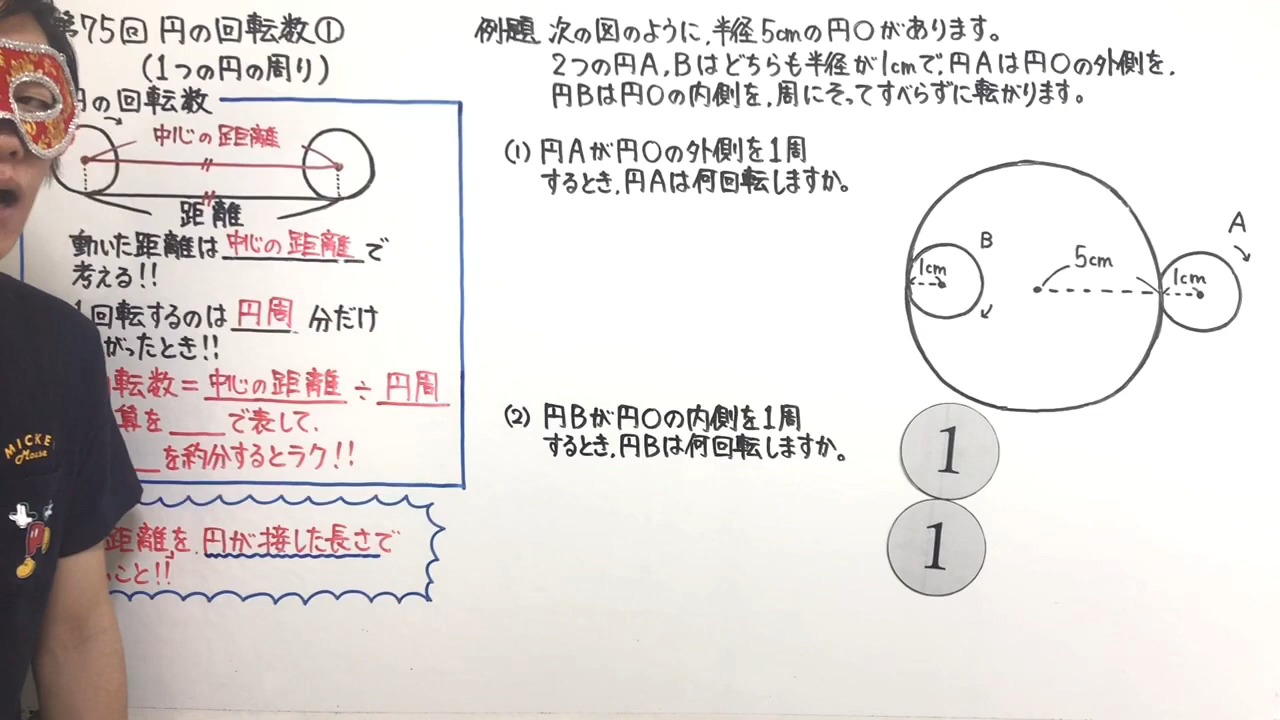 第75回 円の回転数①
(1つの円の周り)
円の回転数
中心の距離
距離
動いた距離は中心の距離で
考える!!
1回転するのは円周分だけ
がったとき!!
転数=中心の距離÷円周
算を___で表して、
___を約分するとラク!!
距離を、円が接した長さで
こと!!
MICKEY
Mouse
例題 次の図のように、半径5cmの円Oがあります。
2つの円A、Bはどちらも半径が1cmで、円Aは円Oの外側を、
円Bは円Oの内側を、周にそってすべらずに転がります。
(1) 円Aが円Oの外側を1周
するとき、円Aは何回転しますか。
A
B
5cm
1cm
1cm
(2) 円Bが円Oの内側を1周
するとき、円Bは何回転しますか。
1
1